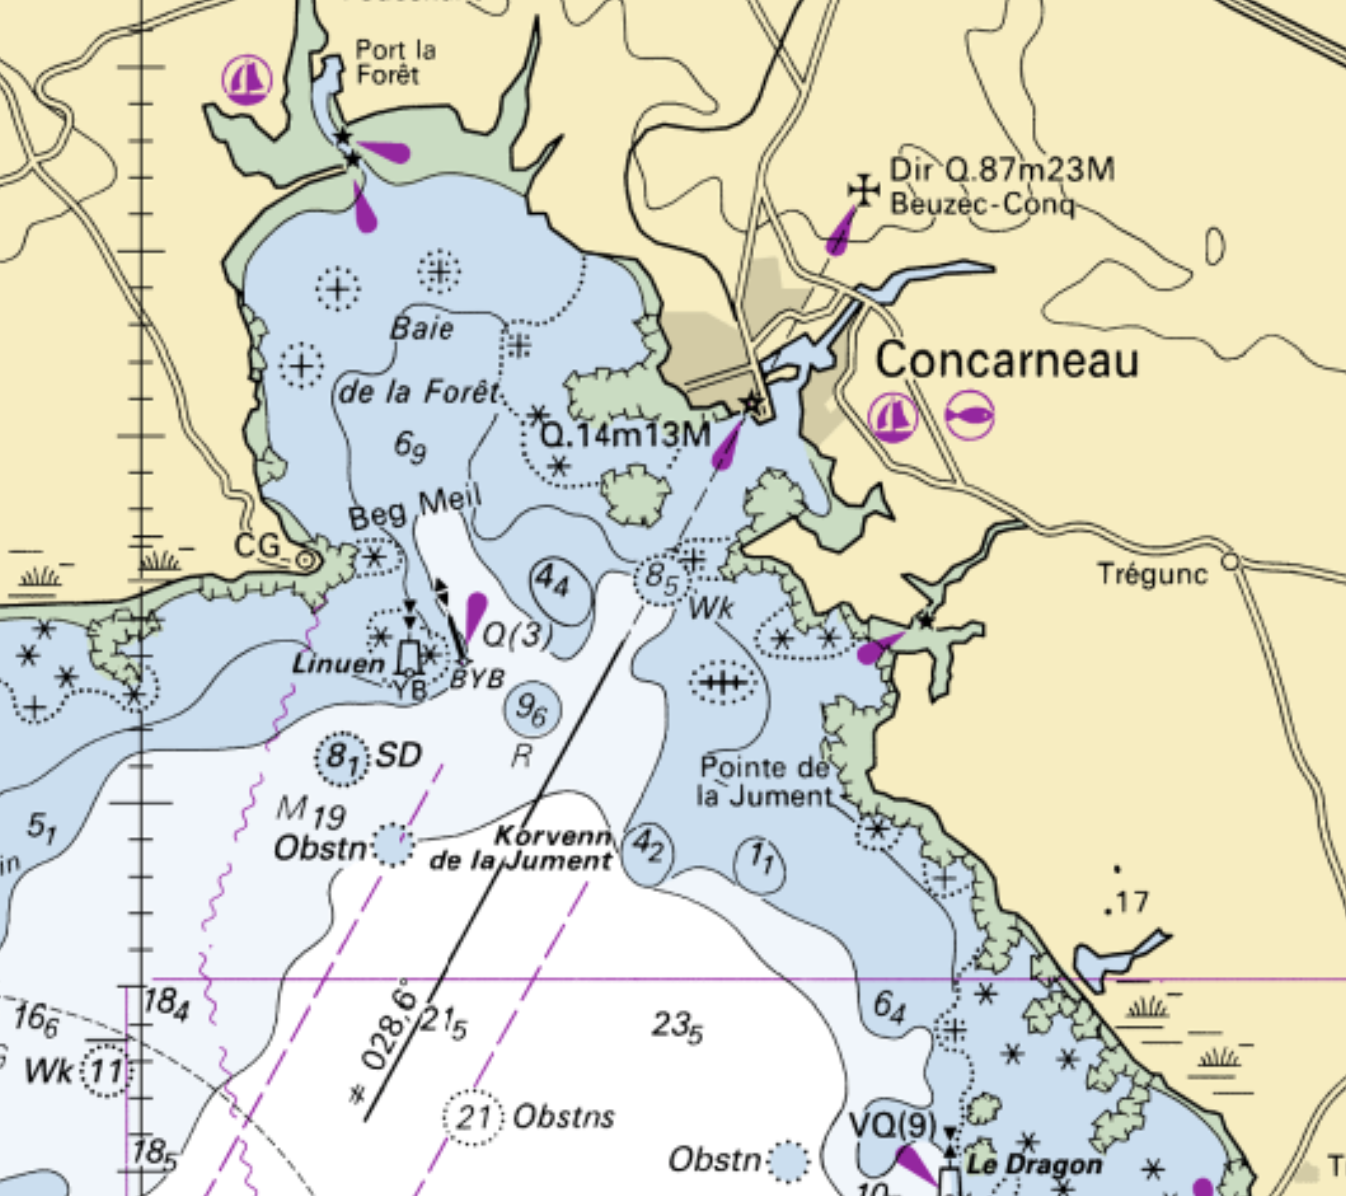 Port la
Forêt
Dir Q.87m23M
Beuzec-Conq
Baie
de la Forêt
Concarneau
Q.14m13M
6₉
Beg Meil
CG
4₄
8₅
Wk
Trégunc
Q(3)
Linuen
YB
BYB
9₆
R
8₁ SD
Pointe de
la Jument
M 19
Obstn
5₁
in
Korvenn
de la Jument
4₂
1₁
17
18₄
028,6°
21₅
23₅
6₄
16₆
Wk 11
21 Obstns
VQ(9)
18₅
Obstn
Le Dragon